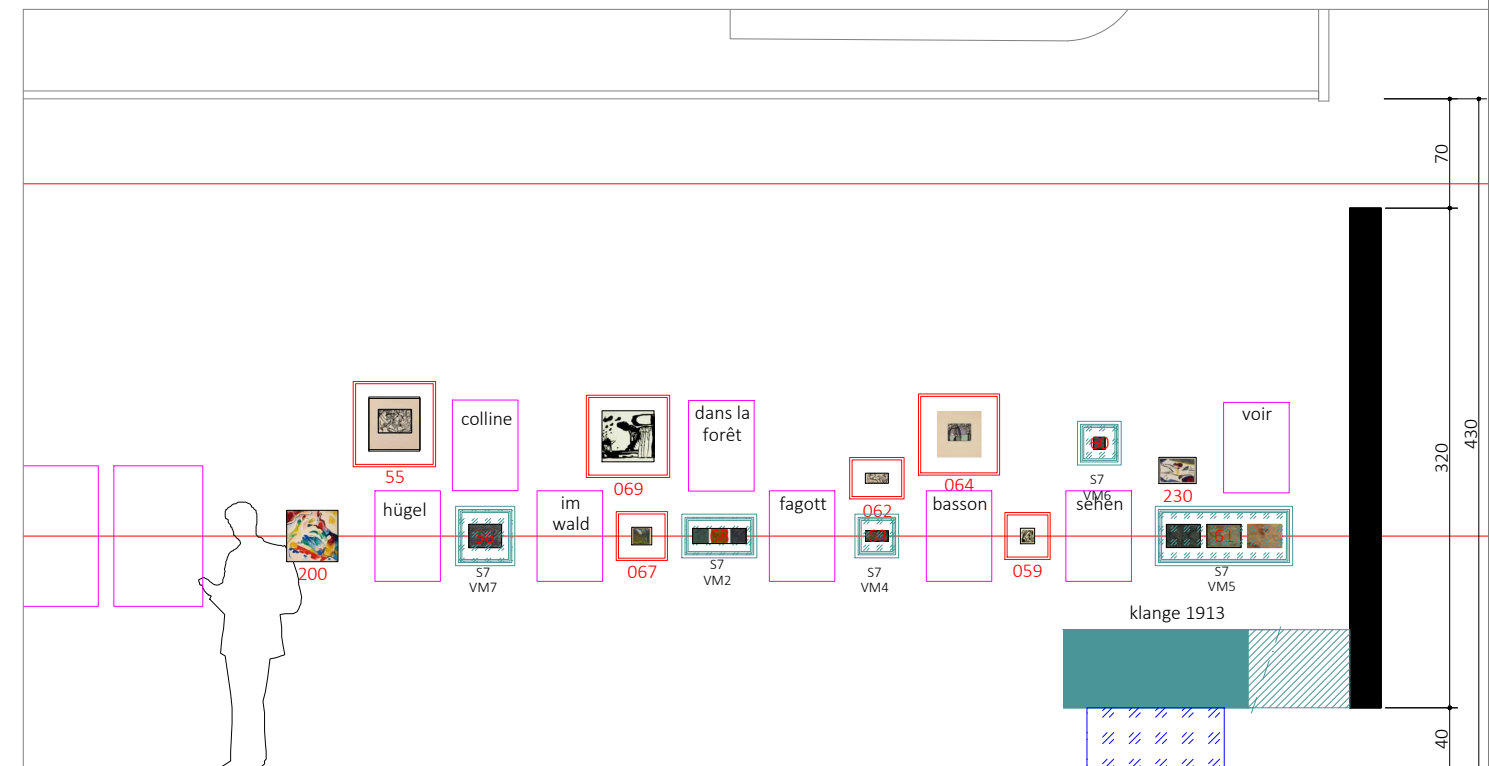 70
colline
dans la
forêt
voir
55
069
064
60
S7
VM6
230
320
430
hügel
im
wald
fagott
062
basson
sehen
200
067
059
S7
VM7
S7
VM2
S7
VM4
S7
VM5
klange 1913
40